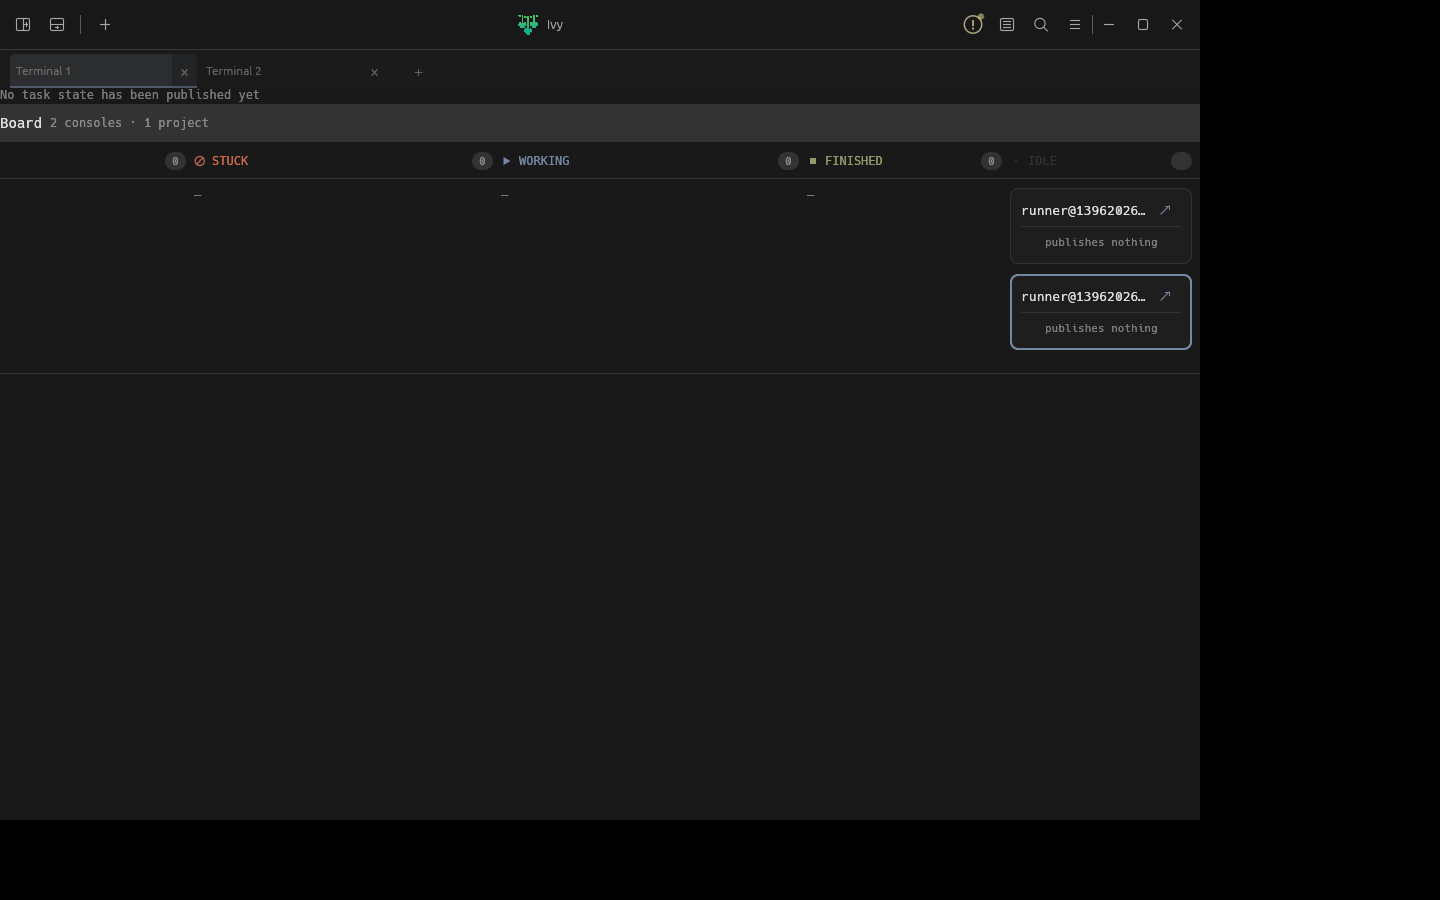 Ivy
Terminal 1 × Terminal 2 × +
No task state has been published yet
Board 2 consoles · 1 project
0 STUCK 0 WORKING 0 FINISHED 0 · IDLE
— — —
runner@13962026…
publishes nothing
runner@13962026…
publishes nothing